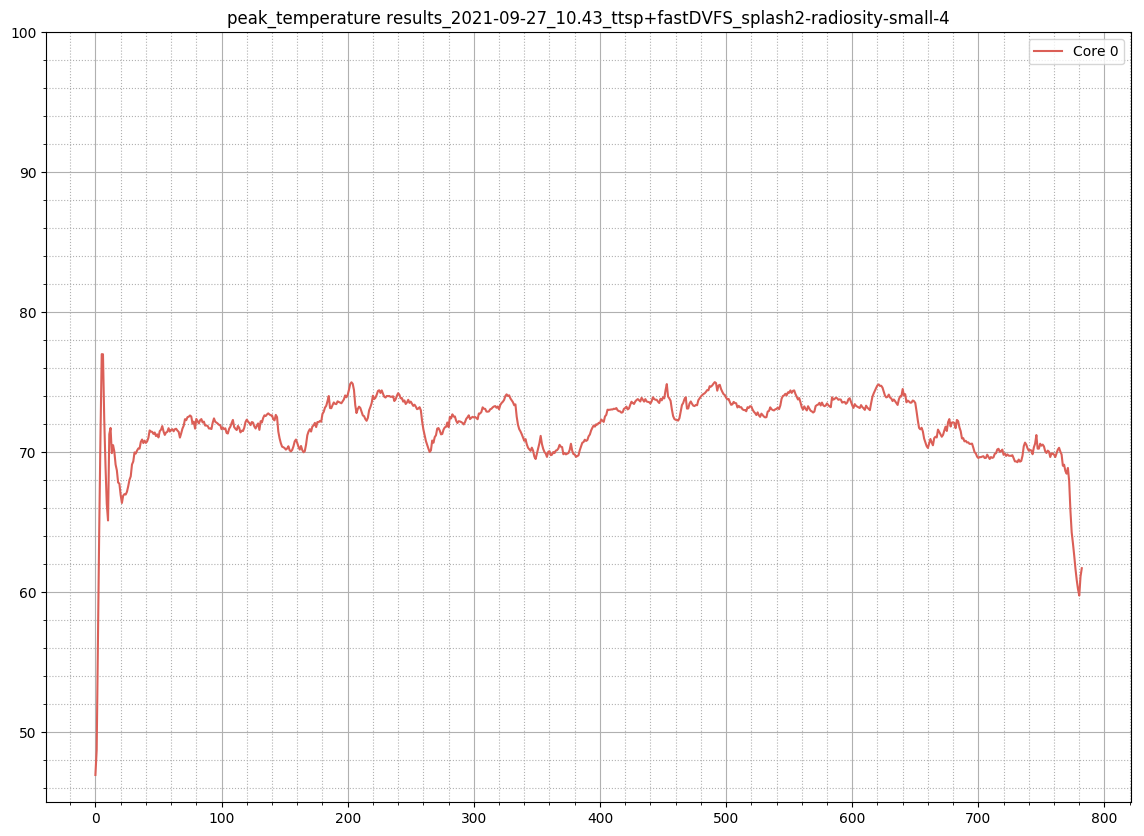 peak_temperature results_2021-09-27_10.43_ttsp+fastDVFS_splash2-radiosity-small-4
Core 0
100
90
80
70
60
50
0 100 200 300 400 500 600 700 800